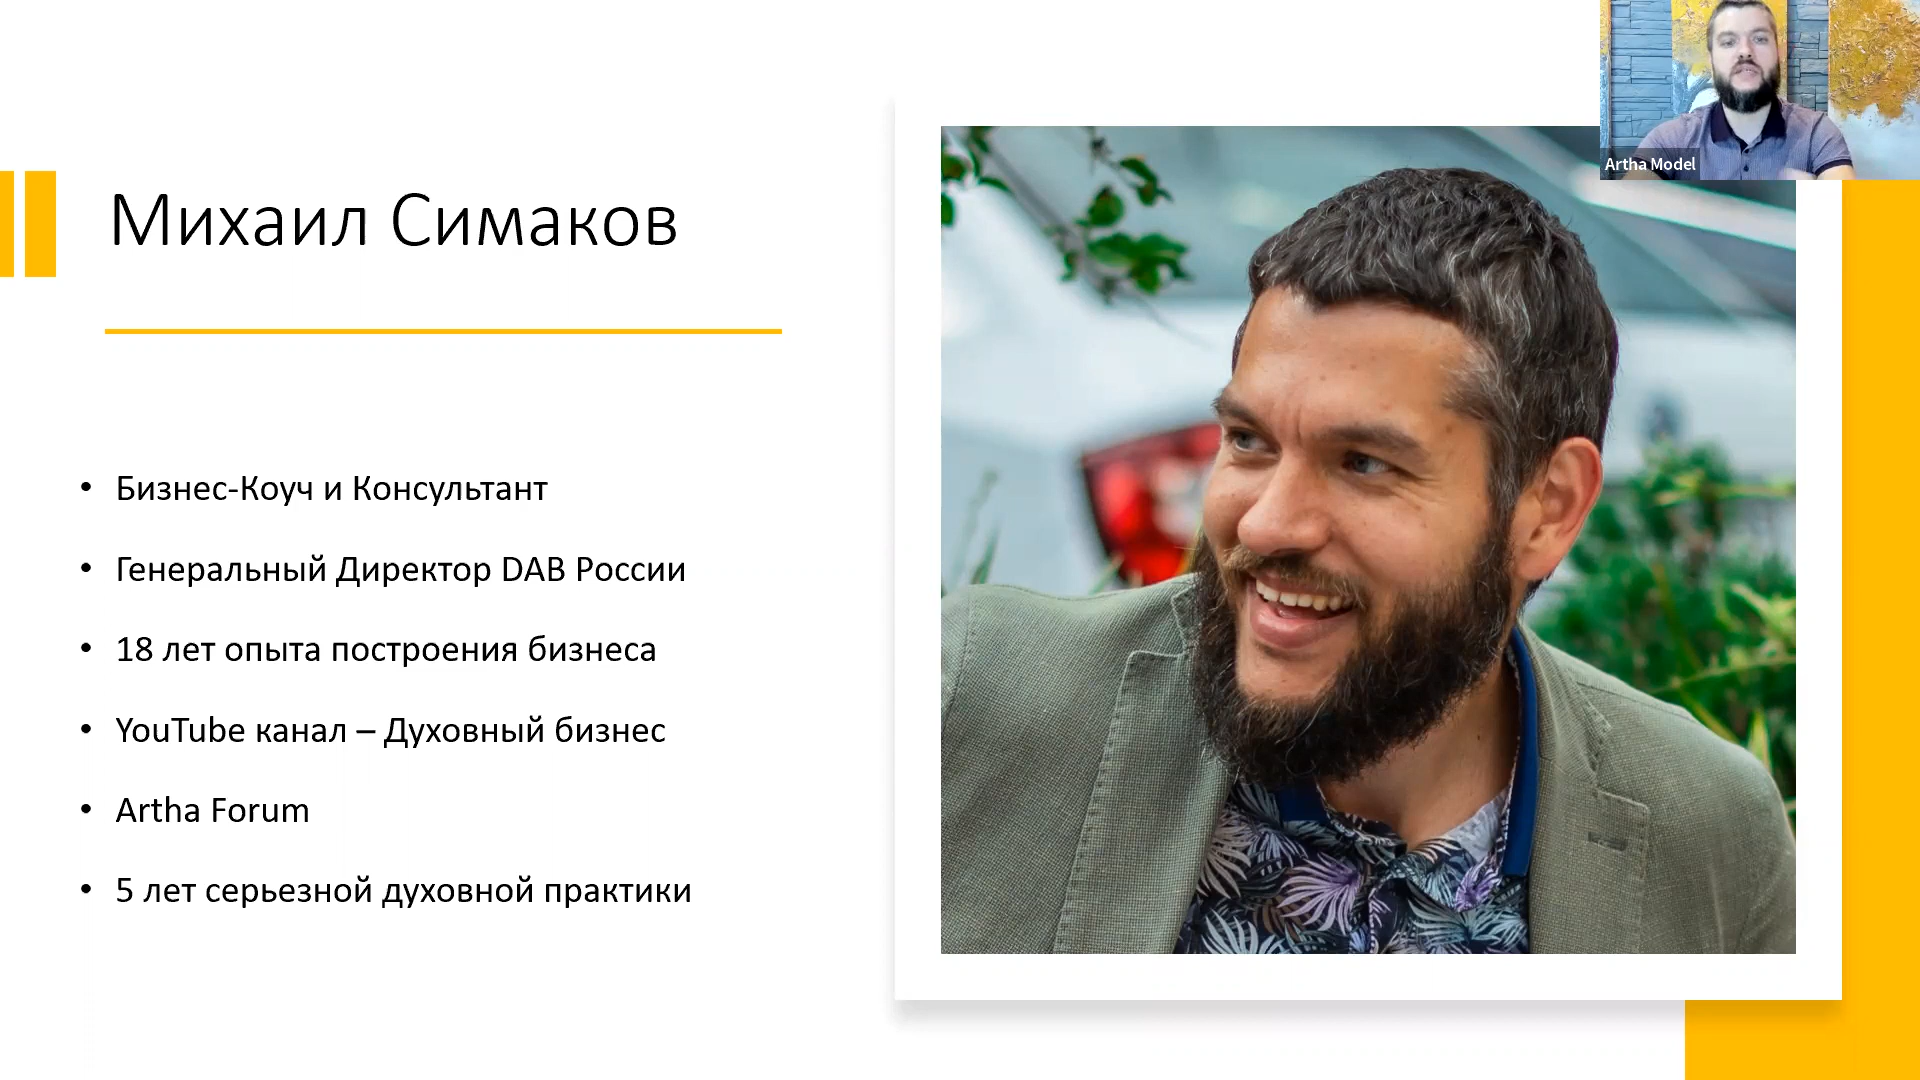 Михаил Симаков
• Бизнес-Коуч и Консультант
• Генеральный Директор DAB России
• 18 лет опыта построения бизнеса
• YouTube канал – Духовный бизнес
• Artha Forum
• 5 лет серьезной духовной практики
Artha Model